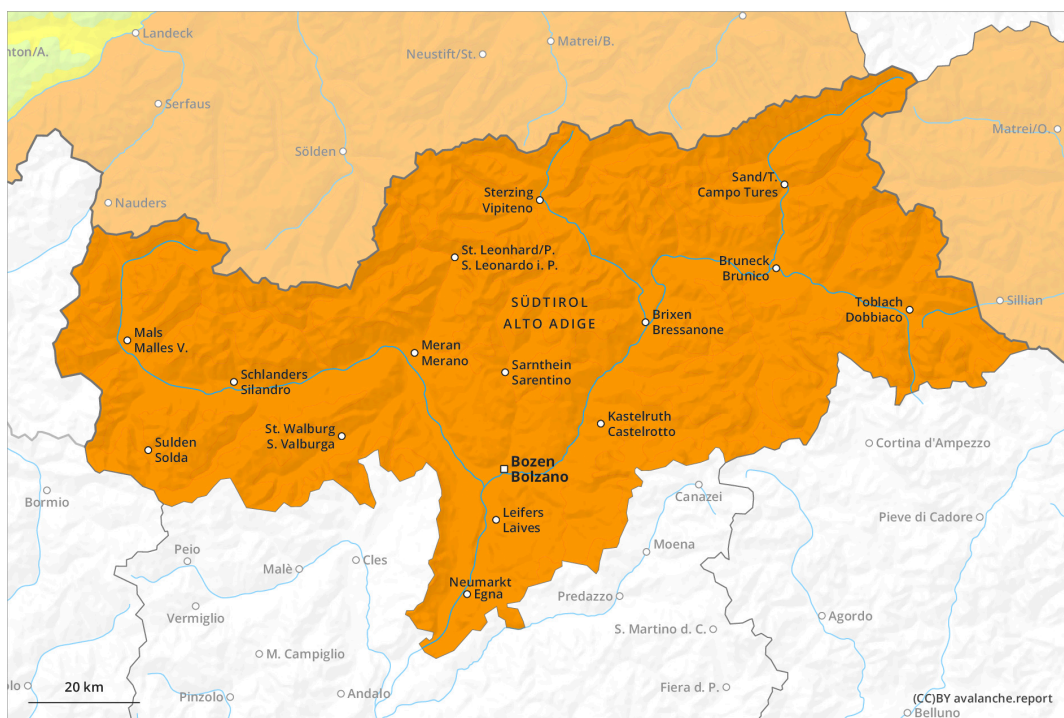 Landeck
nton/A.
Neustift/St.
Matrei/B.
Serfaus
Sölden
Matrei/O.
Nauders
Sterzing
Vipiteno
Sand/T.
Campo Tures
St. Leonhard/P.
S. Leonardo i. P.
Bruneck
Brunico
SÜDTIROL
ALTO ADIGE
Toblach
Dobbiaco
Sillian
Brixen
Bressanone
Mals
Malles V.
Meran
Merano
Sarnthein
Sarentino
Schlanders
Silandro
St. Walburg
S. Valburga
Kastelruth
Castelrotto
Sulden
Solda
Cortina d'Ampezzo
Bozen
Bolzano
Bormio
Canazei
Leifers
Laives
Pieve di Cadore
Moena
Peio
Malè
Cles
Neumarkt
Egna
Predazzo
Vermiglio
Agordo
S. Martino d. C.
M. Campiglio
20 km
olo
Pinzolo
Andalo
Fiera d. P.
(CC)BY avalanche.report
Belluno